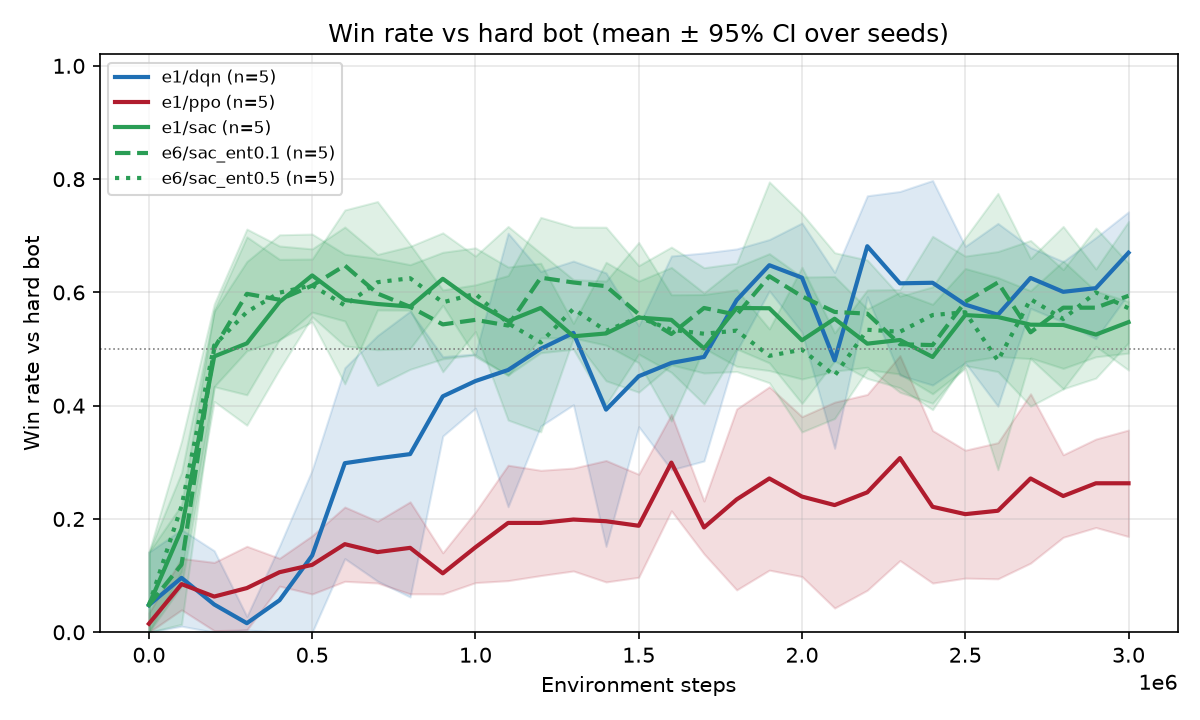 Win rate vs hard bot (mean ± 95% CI over seeds)
e1/dqn (n=5)
e1/ppo (n=5)
e1/sac (n=5)
e6/sac_ent0.1 (n=5)
e6/sac_ent0.5 (n=5)
Win rate vs hard bot
1.0
0.8
0.6
0.4
0.2
0.0
0.0 0.5 1.0 1.5 2.0 2.5 3.0
1e6
Environment steps